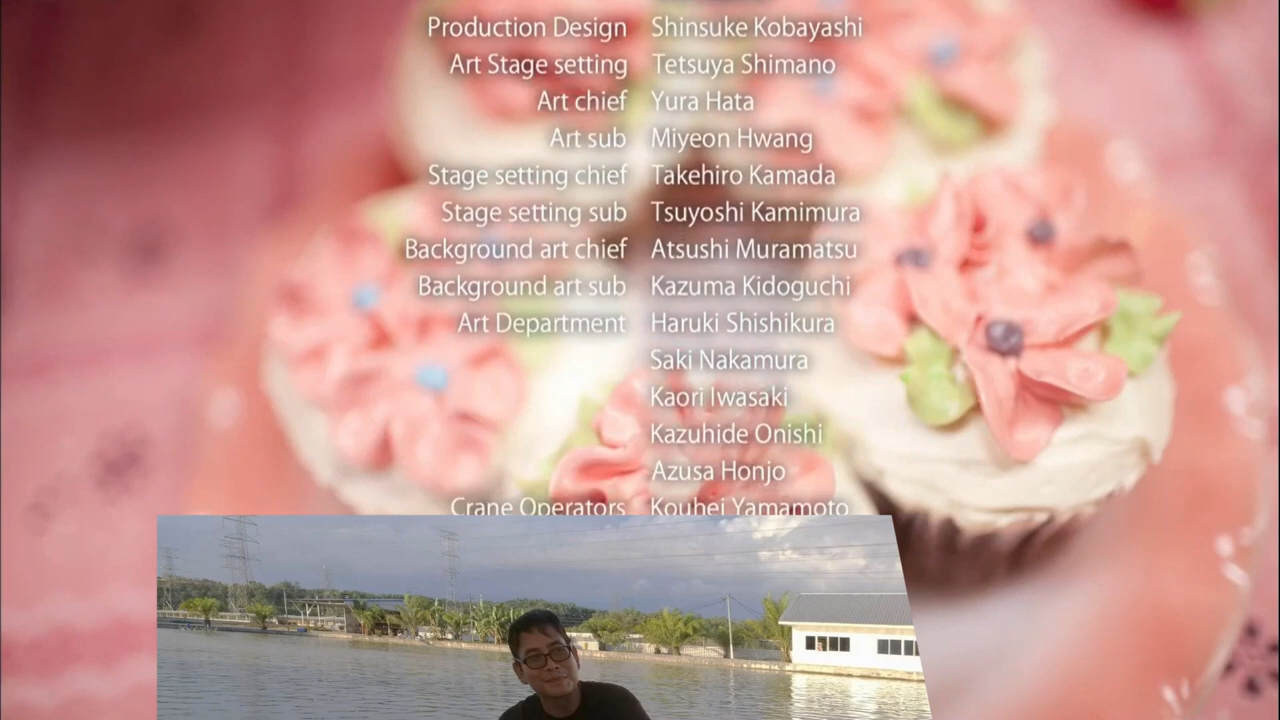 Production Design Shinsuke Kobayashi
Art Stage setting Tetsuya Shimano
Art chief Yura Hata
Art sub Miyeon Hwang
Stage setting chief Takehiro Kamada
Stage setting sub Tsuyoshi Kamimura
Background art chief Atsushi Muramatsu
Background art sub Kazuma Kidoguchi
Art Department Haruki Shishikura
Saki Nakamura
Kaori Iwasaki
Kazuhide Onishi
Azusa Honjo
Crane Operators Kouhei Yamamoto